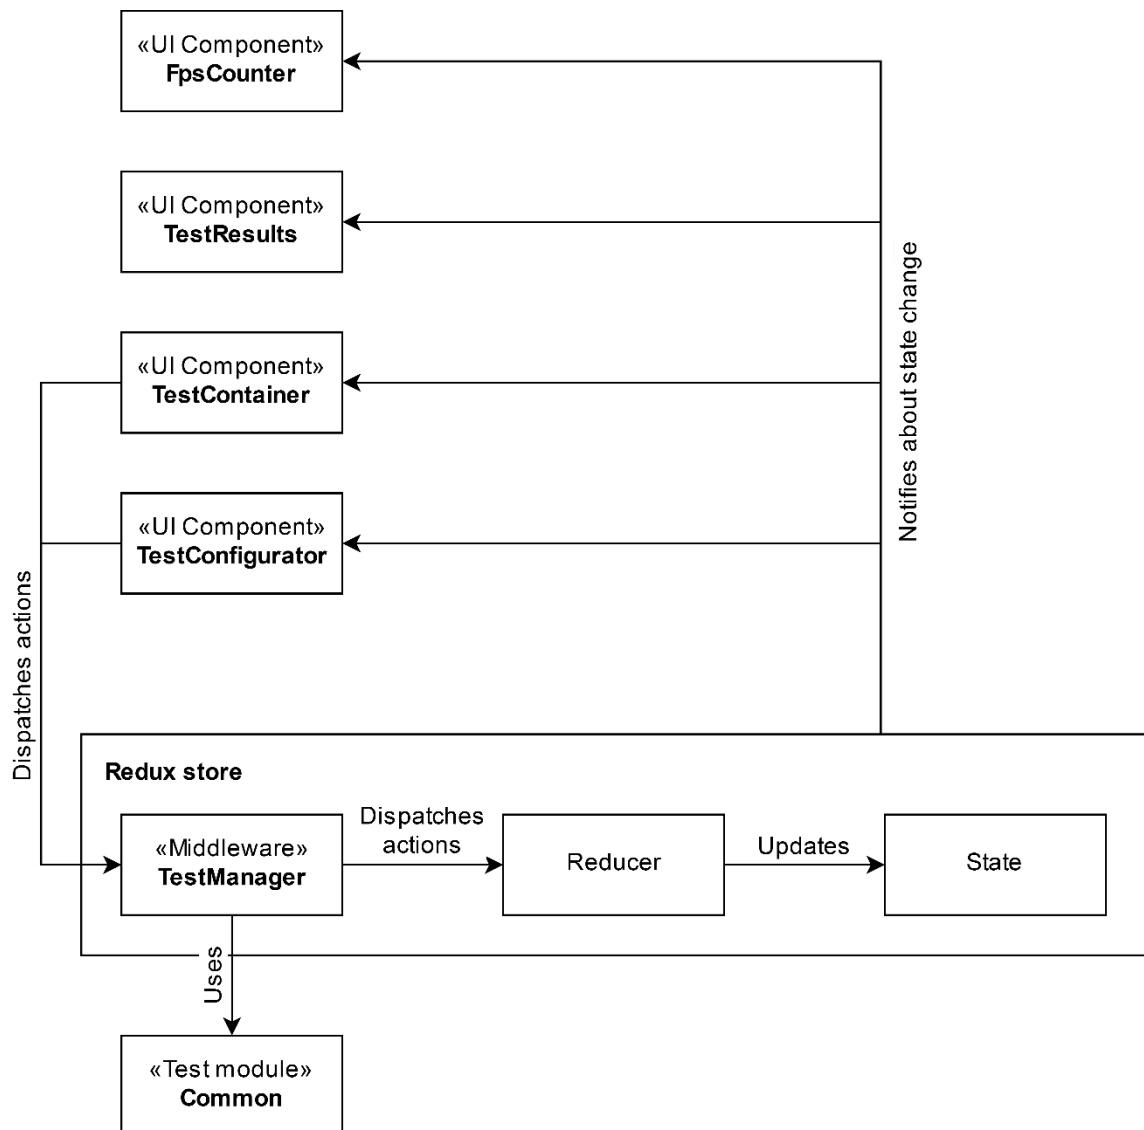 «UI Component»
FpsCounter
«UI Component»
TestResults
Notifies about state change
«UI Component»
TestContainer
«UI Component»
TestConfigurator
Dispatches actions
Redux store
«Middleware»
TestManager
Dispatches
actions
Reducer
Updates
State
Uses
«Test module»
Common